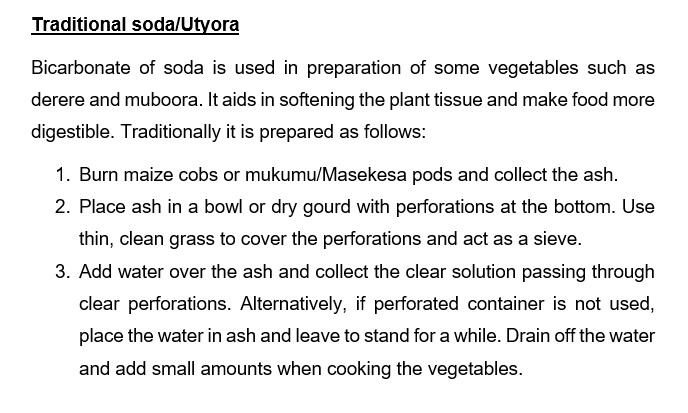 Traditional soda/Utyora
Bicarbonate of soda is used in preparation of some vegetables such as
derere and muboora. It aids in softening the plant tissue and make food more
digestible. Traditionally it is prepared as follows:
1. Burn maize cobs or mukumu/Masekesa pods and collect the ash.
2. Place ash in a bowl or dry gourd with perforations at the bottom. Use
thin, clean grass to cover the perforations and act as a sieve.
3. Add water over the ash and collect the clear solution passing through
clear perforations. Alternatively, if perforated container is not used,
place the water in ash and leave to stand for a while. Drain off the water
and add small amounts when cooking the vegetables.